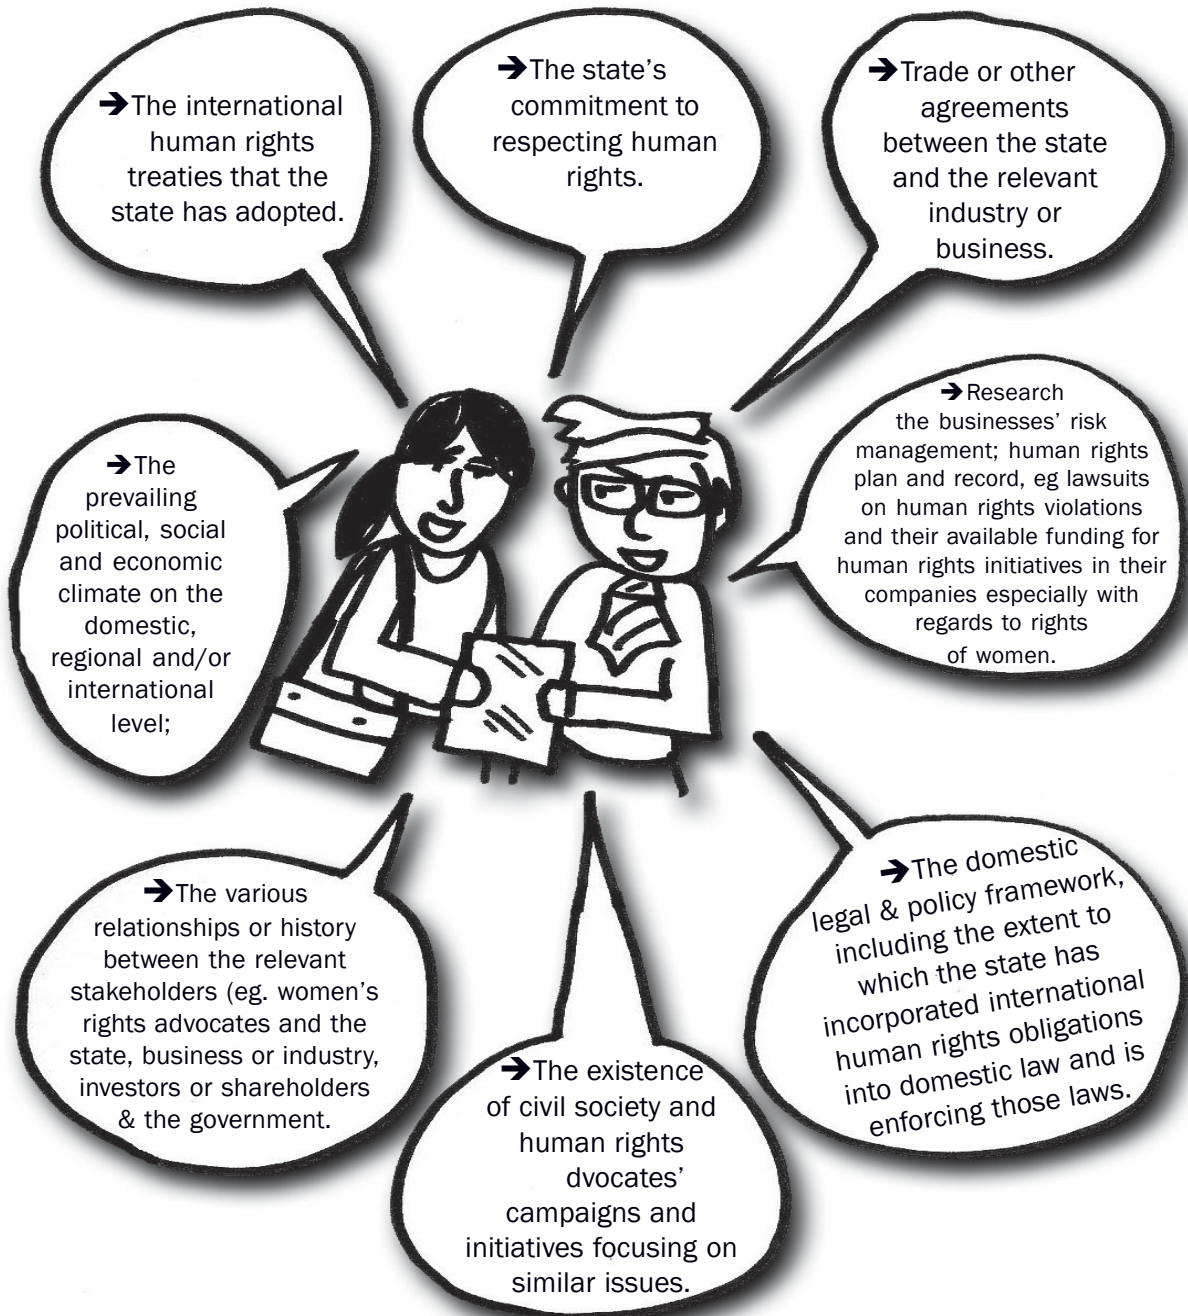 ➔The international
human rights
treaties that the
state has adopted.
➔The state’s
commitment to
respecting human
rights.
➔Trade or other
agreements
between the state
and the relevant
industry or
business.
➔The
prevailing
political, social
and economic
climate on the
domestic,
regional and/or
international
level;
➔Research
the businesses’ risk
management; human rights
plan and record, eg lawsuits
on human rights violations
and their available funding for
human rights initiatives in their
companies especially with
regards to rights
of women.
➔The various
relationships or history
between the relevant
stakeholders (eg. women’s
rights advocates and the
state, business or industry,
investors or shareholders
& the government.
➔The existence
of civil society and
human rights
dvocates’
campaigns and
initiatives focusing on
similar issues.
➔The domestic
legal & policy framework,
including the extent to
which the state has
incorporated international
human rights obligations
into domestic law and is
enforcing those laws.